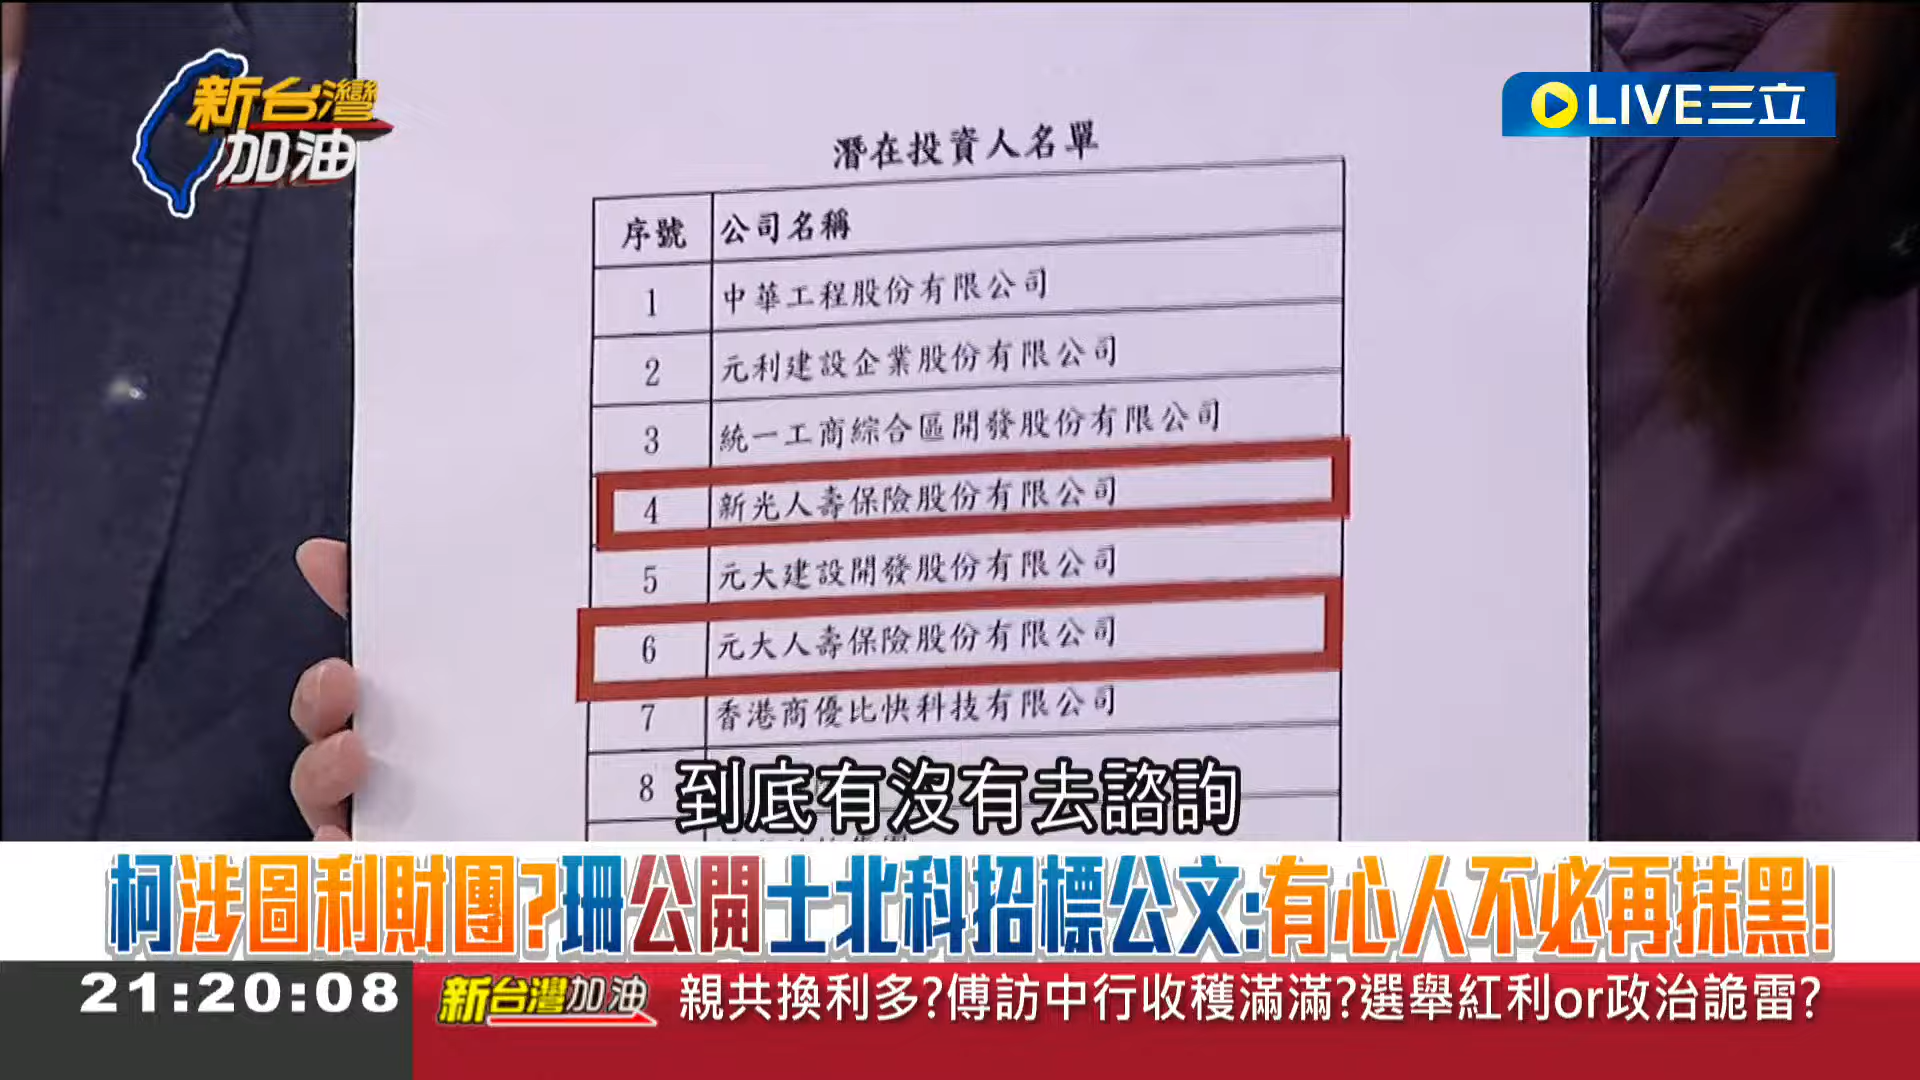 新台灣
加油
LIVE三立
潛在投資人名單
序號 公司名稱
1 中華工程股份有限公司
2 元利建設企業股份有限公司
3 統一工商綜合區開發股份有限公司
4 新光人壽保險股份有限公司
5 元大建設開發股份有限公司
6 元大人壽保險股份有限公司
7 香港商優比快科技有限公司
8
到底有沒有去諮詢
柯涉圖利財團?珊公開士北科招標公文:有心人不必再抹黑!
21:20:08
新台灣加油 親共換利多?傅訪中行收穫滿滿?選舉紅利or政治詭雷?